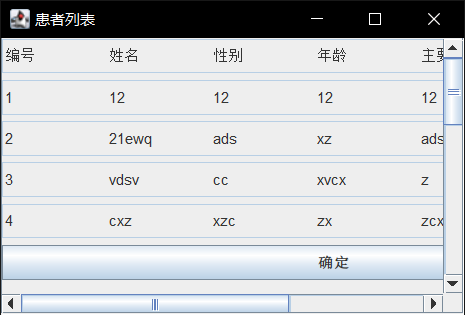 患者列表
编号 姓名 性别 年龄 主要
1 12 12 12 12
2 21ewq ads xz ads
3 vdsv cc xvcx z
4 cxz xzc zx zcx
确定